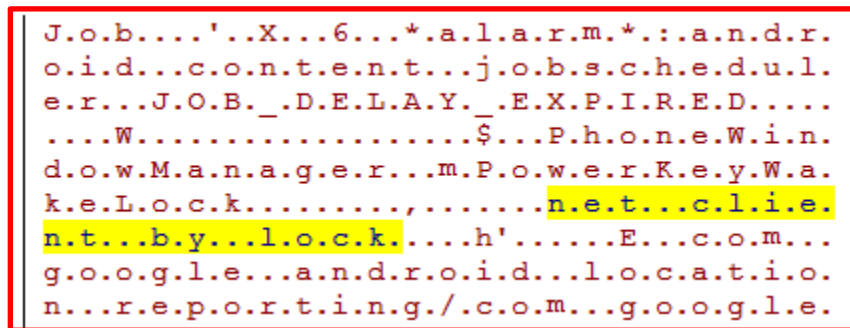 J.o.b....'..X...6...*.a.l.a.r.m.*.:.a.n.d.r.
o.i.d...c.o.n.t.e.n.t...j.o.b.s.c.h.e.d.u.l.
e.r...J.O.B._.D.E.L.A.Y._.E.X.P.I.R.E.D.....
....W...................$...P.h.o.n.e.W.i.n.
d.o.w.M.a.n.a.g.e.r...m.P.o.w.e.r.K.e.y.W.a.
k.e.L.o.c.k.........,.......n.e.t...c.l.i.e.
n.t...b.y...l.o.c.k.....h'......E...c.o.m...
g.o.o.g.l.e...a.n.d.r.o.i.d...l.o.c.a.t.i.o.
n...r.e.p.o.r.t.i.n.g./.c.o.m...g.o.o.g.l.e.